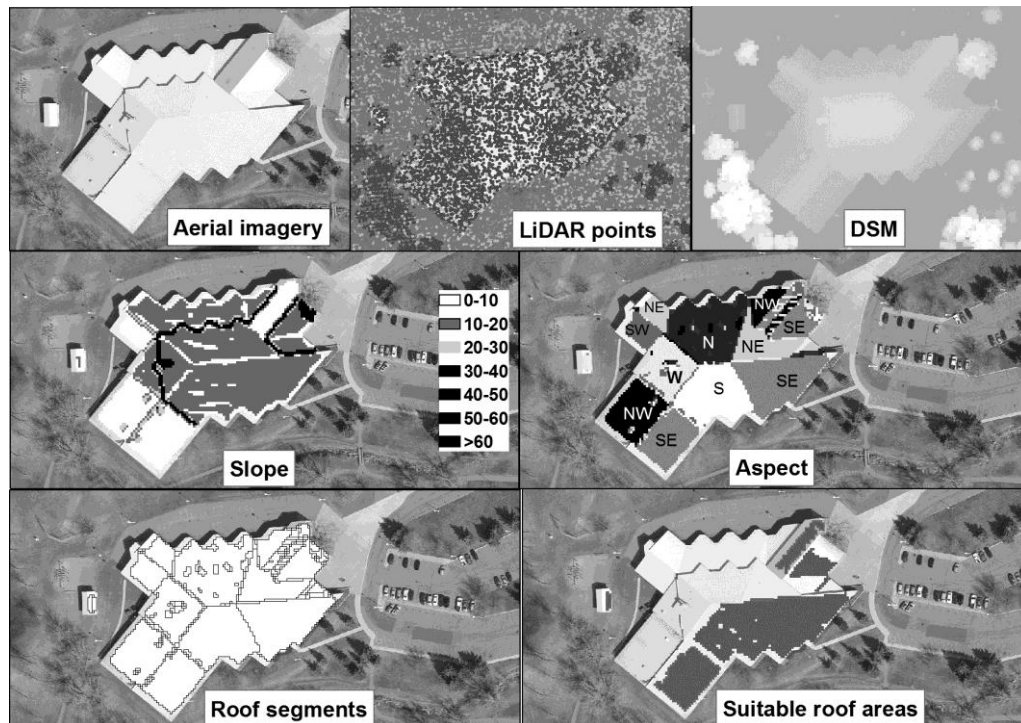 Aerial imagery
LiDAR points
DSM
0-10
10-20
20-30
30-40
40-50
50-60
>60
Slope
NE
SW
N
NW
SE
NE
W
S
SE
NW
SE
Aspect
Roof segments
Suitable roof areas